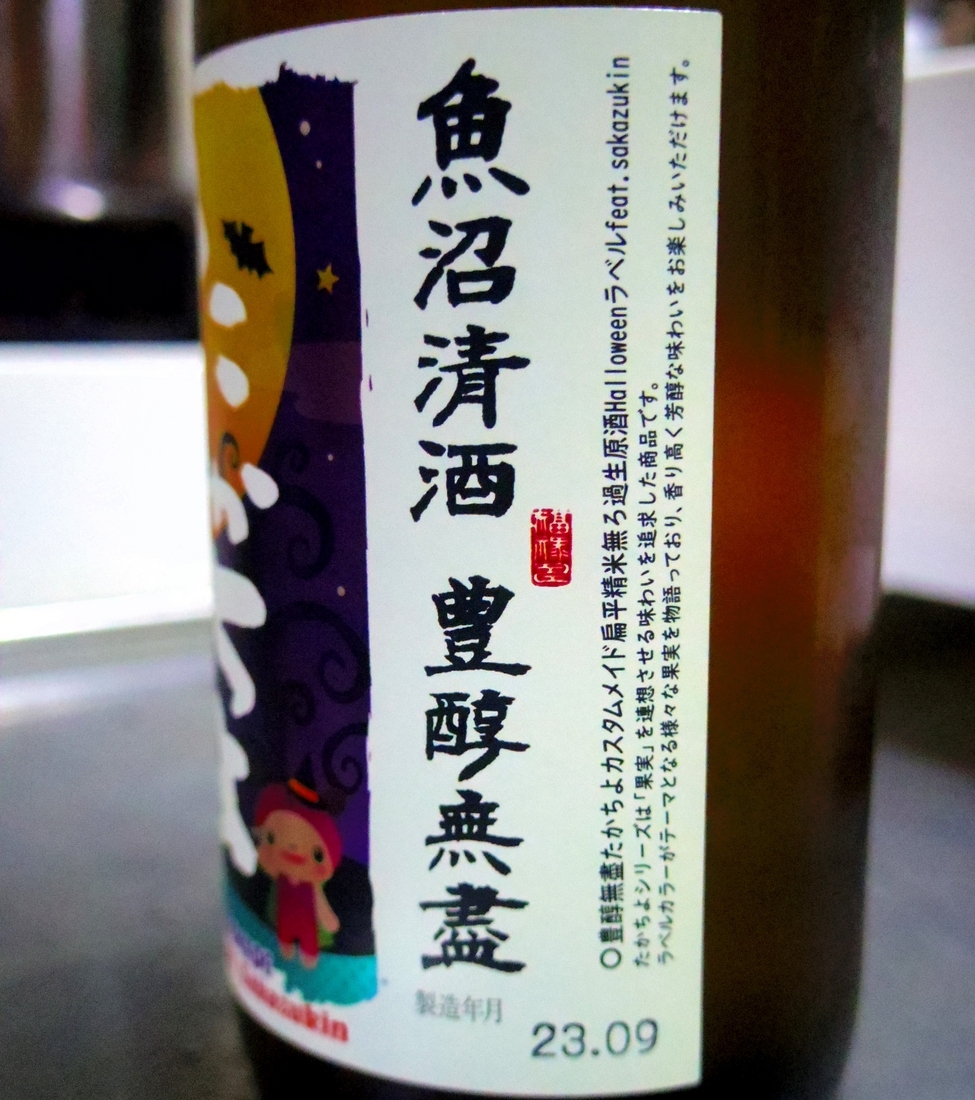 魚沼清酒 豊醇無盡
〇豊醇無盡たかちよカスタムメイド扁平精米無ろ過生原酒Halloweenラベルfeat.sakazukin
たかちよシリーズは「果実」を連想させる味わいを追求した商品です。
ラベルカラーがテーマとなる様々な果実を物語っており、香り高く芳醇な味わいをお楽しみいただけます。
製造年月
23.09